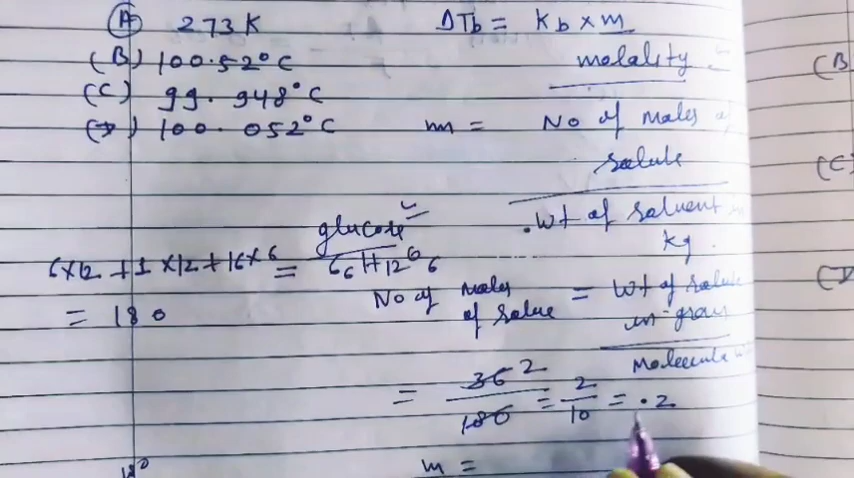 (A) 273 K
(B) 100.52°C
(C) 99.948°C
(D) 100.052°C
ΔTb = Kb × m
molality =
m = No of moles of
solute
.Wt of solvent in
kg.
glucose =
6×12 + 1×12 + 16×6 = C6H12O6
= 180
No of moles of solute = Wt of solute
in gram
Molecular
= 36/180 2 = 2/10 = .2
m =
180
(B
(C)
(D